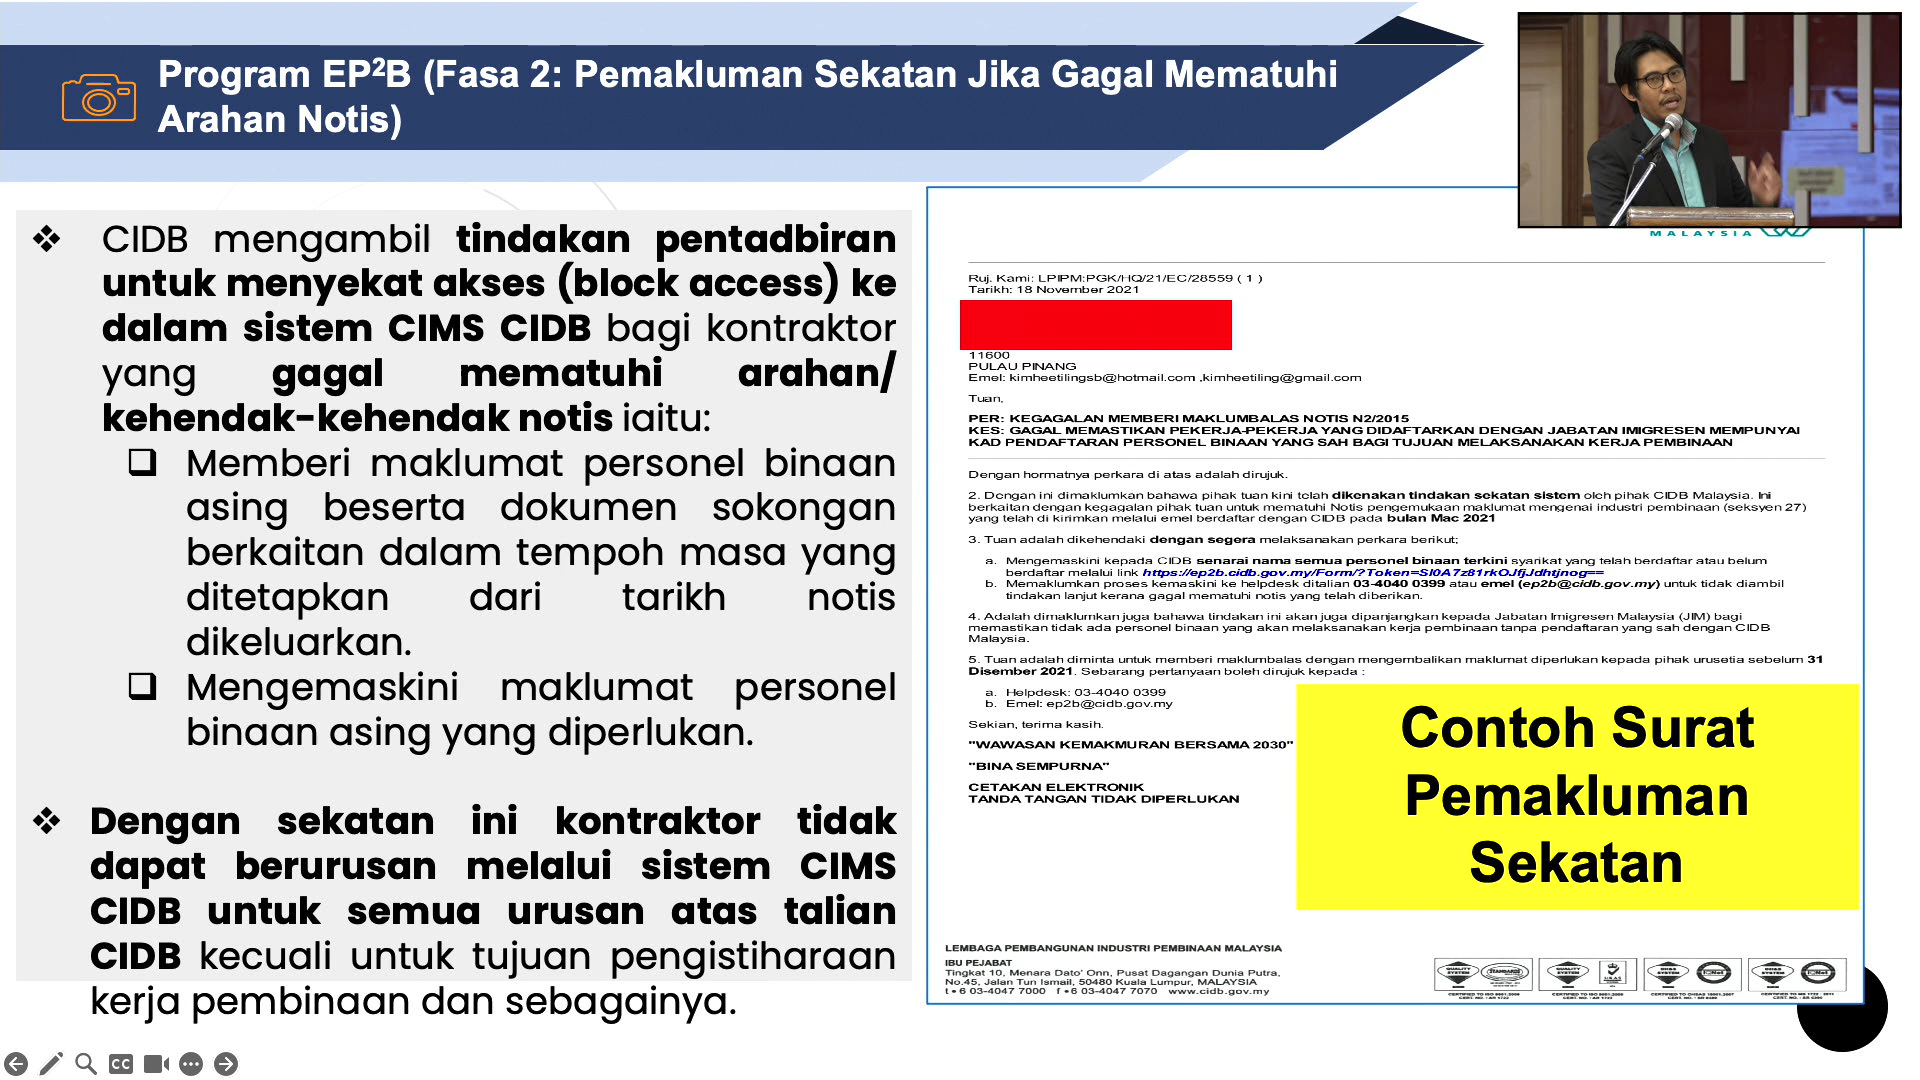 Program EP²B (Fasa 2: Pemakluman Sekatan Jika Gagal Mematuhi
Arahan Notis)
❖ CIDB mengambil tindakan pentadbiran
untuk menyekat akses (block access) ke
dalam sistem CIMS CIDB bagi kontraktor
yang gagal mematuhi arahan/
kehendak-kehendak notis iaitu:
❑ Memberi maklumat personel binaan
asing beserta dokumen sokongan
berkaitan dalam tempoh masa yang
ditetapkan dari tarikh notis
dikeluarkan.
❑ Mengemaskini maklumat personel
binaan asing yang diperlukan.
❖ Dengan sekatan ini kontraktor tidak
dapat berurusan melalui sistem CIMS
CIDB untuk semua urusan atas talian
CIDB kecuali untuk tujuan pengistiharaan
kerja pembinaan dan sebagainya.
MALAYSIA
Ruj. Kami: LPIPM:PGK/HQ/21/EC/28559 ( 1 )
Tarikh: 18 November 2021
11600
PULAU PINANG
Emel: kimheetilingsb@hotmail.com ,kimheetiling@gmail.com
Tuan,
PER: KEGAGALAN MEMBERI MAKLUMBALAS NOTIS N2/2015
KES: GAGAL MEMASTIKAN PEKERJA-PEKERJA YANG DIDAFTARKAN DENGAN JABATAN IMIGRESEN MEMPUNYAI
KAD PENDAFTARAN PERSONEL BINAAN YANG SAH BAGI TUJUAN MELAKSANAKAN KERJA PEMBINAAN
Dengan hormatnya perkara di atas adalah dirujuk.
2. Dengan ini dimaklumkan bahawa pihak tuan kini telah dikenakan tindakan sekatan sistem oleh pihak CIDB Malaysia. Ini
berkaitan dengan kegagalan pihak tuan untuk mematuhi Notis pengemukaan maklumat mengenai industri pembinaan (seksyen 27)
yang telah di kirimkan melalui emel berdaftar dengan CIDB pada bulan Mac 2021
3. Tuan adalah dikehendaki dengan segera melaksanakan perkara berikut;
a. Mengemaskini kepada CIDB senarai nama semua personel binaan terkini syarikat yang telah berdaftar atau belum
berdaftar melalui link https://ep2b.cidb.gov.my/Form/?Token=
b. Memaklumkan proses kemaskini ke helpdesk ditalian 03-4040 0399 atau emel (ep2b@cidb.gov.my) untuk tidak diambil
tindakan lanjut kerana gagal mematuhi notis yang telah diberikan.
4. Adalah dimaklumkan juga bahawa tindakan ini akan juga dipanjangkan kepada Jabatan Imigresen Malaysia (JIM) bagi
memastikan tidak ada personel binaan yang akan melaksanakan kerja pembinaan tanpa pendaftaran yang sah dengan CIDB
Malaysia.
5. Tuan adalah diminta untuk memberi maklumbalas dengan mengembalikan maklumat diperlukan kepada pihak urusetia sebelum 31
Disember 2021. Sebarang pertanyaan boleh dirujuk kepada :
a. Helpdesk: 03-4040 0399
b. Emel: ep2b@cidb.gov.my
Sekian, terima kasih.
"WAWASAN KEMAKMURAN BERSAMA 2030"
"BINA SEMPURNA"
CETAKAN ELEKTRONIK
TANDA TANGAN TIDAK DIPERLUKAN
Contoh Surat
Pemakluman
Sekatan
LEMBAGA PEMBANGUNAN INDUSTRI PEMBINAAN MALAYSIA
IBU PEJABAT
Tingkat 10, Menara Dato' Onn, Pusat Dagangan Dunia Putra,
No.45, Jalan Tun Ismail, 50480 Kuala Lumpur, MALAYSIA
t • 6 03-4047 7000 f • 6 03-4047 7070 www.cidb.gov.my
CC